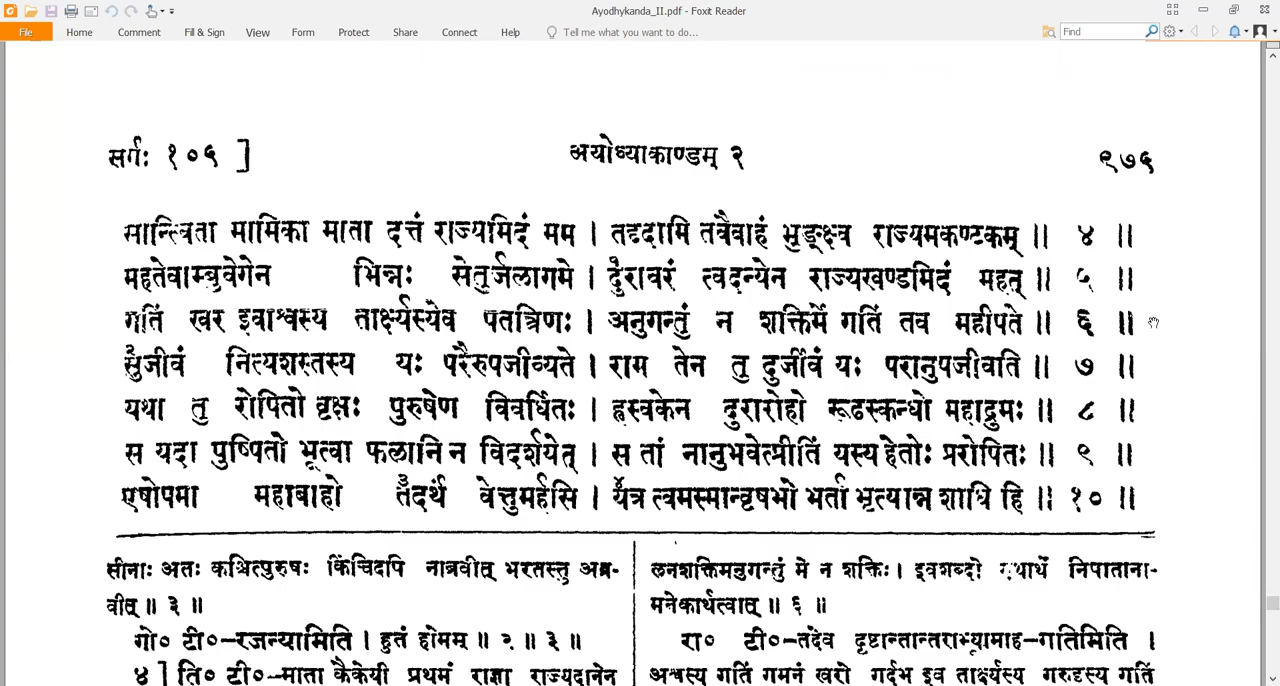 Ayodhykanda_II.pdf - Foxit Reader
File Home Comment Fill & Sign View Form Protect Share Connect Help Tell me what you want to do... Find
सर्गः १०५ ] अयोध्याकाण्डम् २ ९७५
सान्त्विता मामिका माता दत्तं राज्यमिदं मम । तद्ददामि तवैवाहं भुङ्क्ष्व राज्यमकण्टकम् ॥ ४ ॥
महतेवाम्बुवेगेन भिन्नः सेतुर्जलागमे । दुरावरं त्वदन्येन राज्यखण्डमिदं महत् ॥ ५ ॥
गतिं खर इवाश्वस्य तार्क्ष्यस्येव पतत्रिणः । अनुगन्तुं न शक्तिर्मे गतिं तव महीपते ॥ ६ ॥
सुजीवं नित्यशस्तस्य यः परैरुपजीव्यते । राम तेन तु दुर्जीवं यः परानुपजीवति ॥ ७ ॥
यथा तु रोपितो वृक्षः पुरुषेण विवर्धितः । ह्रस्वकेन दुरारोहो रूढस्कन्धो महाद्रुमः ॥ ८ ॥
स यदा पुष्पितो भूत्वा फलानि न विदर्शयेत् । स तां नानुभवेत्प्रीतिं यस्य हेतोः प्ररोपितः ॥ ९ ॥
एषोपमा महाबाहो तदर्थं वेत्तुमर्हसि । यत्र त्वमस्मान्वृषभो भर्ता भृत्यान्न शाधि हि ॥ १० ॥
सीनाः अतः कश्चित्पुरुषः किंचिदपि नाब्रवीत् भरतस्तु अब्र-
वीत् ॥ ३ ॥
गो० टी०-रजन्यामिति । हुतं होमम् ॥ २ ॥ ३ ॥
४ ] ति० टी०-माता कैकेयी प्रथमं राज्ञा राज्यदानेन
लनशक्तिमनुगन्तुं मे न शक्तिः । इवशब्दो यथार्थे निपाताना-
मनेकार्थत्वात् ॥ ६ ॥
रा० टी०-तदेव दृष्टान्तान्तराभ्यामाह-गतिमिति ।
अश्वस्य गतिं गमनं खरो गर्दभ इव तार्क्ष्यस्य गरुडस्य गतिं